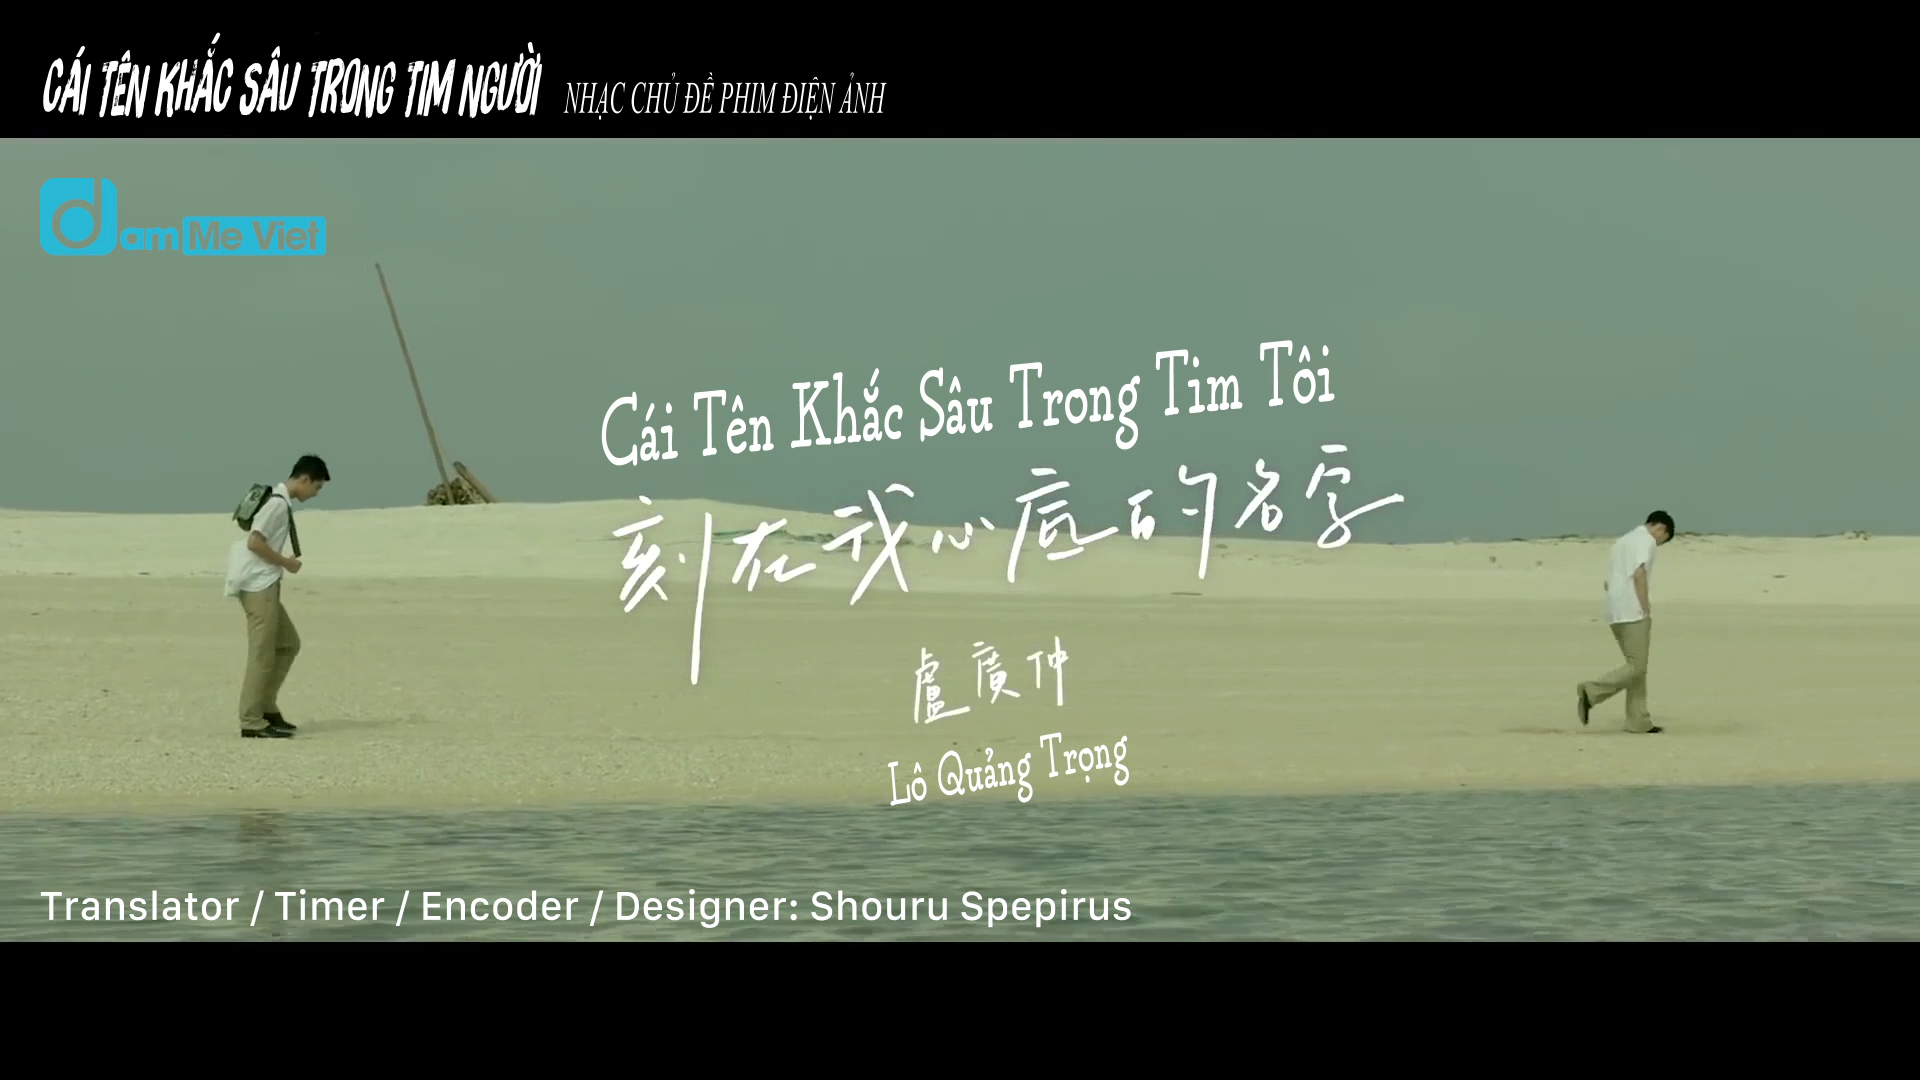 CÁI TÊN KHẮC SÂU TRONG TIM NGƯỜI NHẠC CHỦ ĐỀ PHIM ĐIỆN ẢNH
dam Me Viet
Cái Tên Khắc Sâu Trong Tim Tôi
刻在我心底的名字
盧廣仲
Lô Quảng Trọng
Translator / Timer / Encoder / Designer: Shouru Spepirus